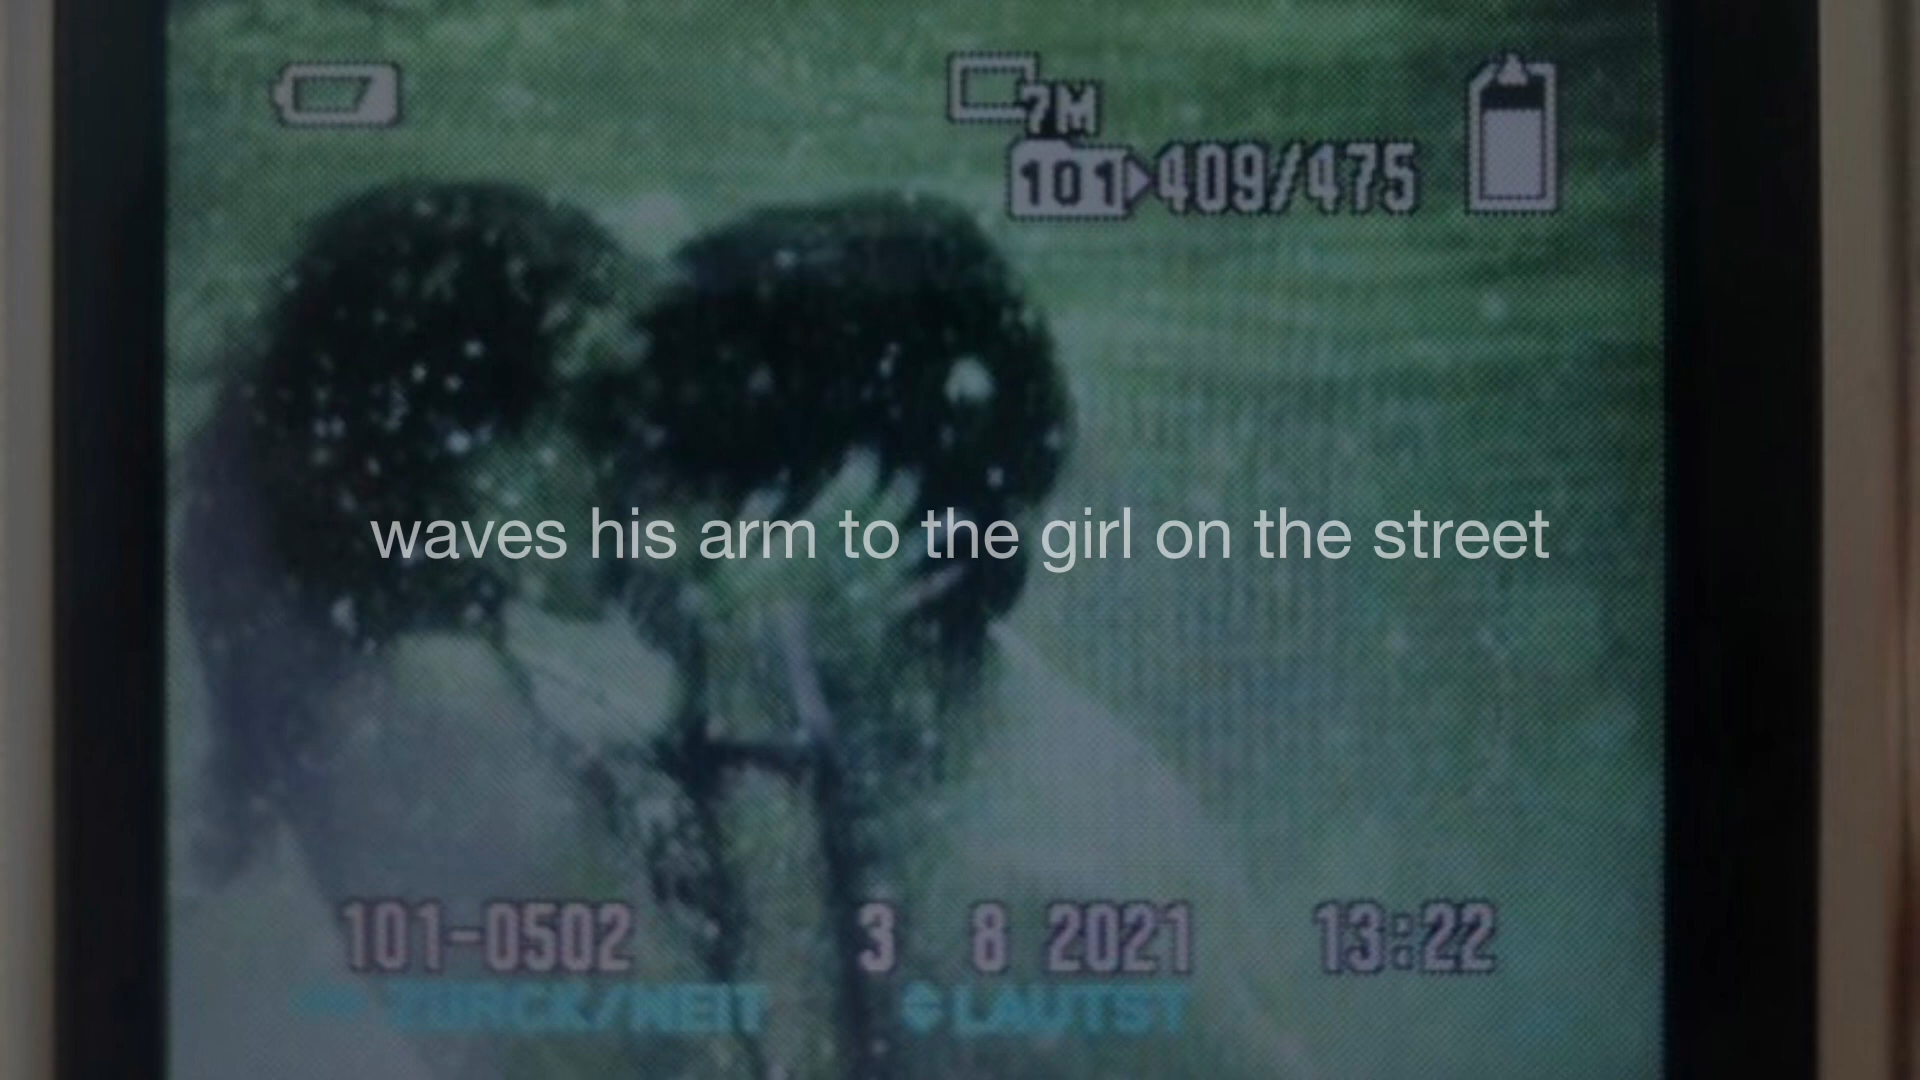 7M
101 409/475
waves his arm to the girl on the street
101-0502 3 8 2021 13:22
LAUTST